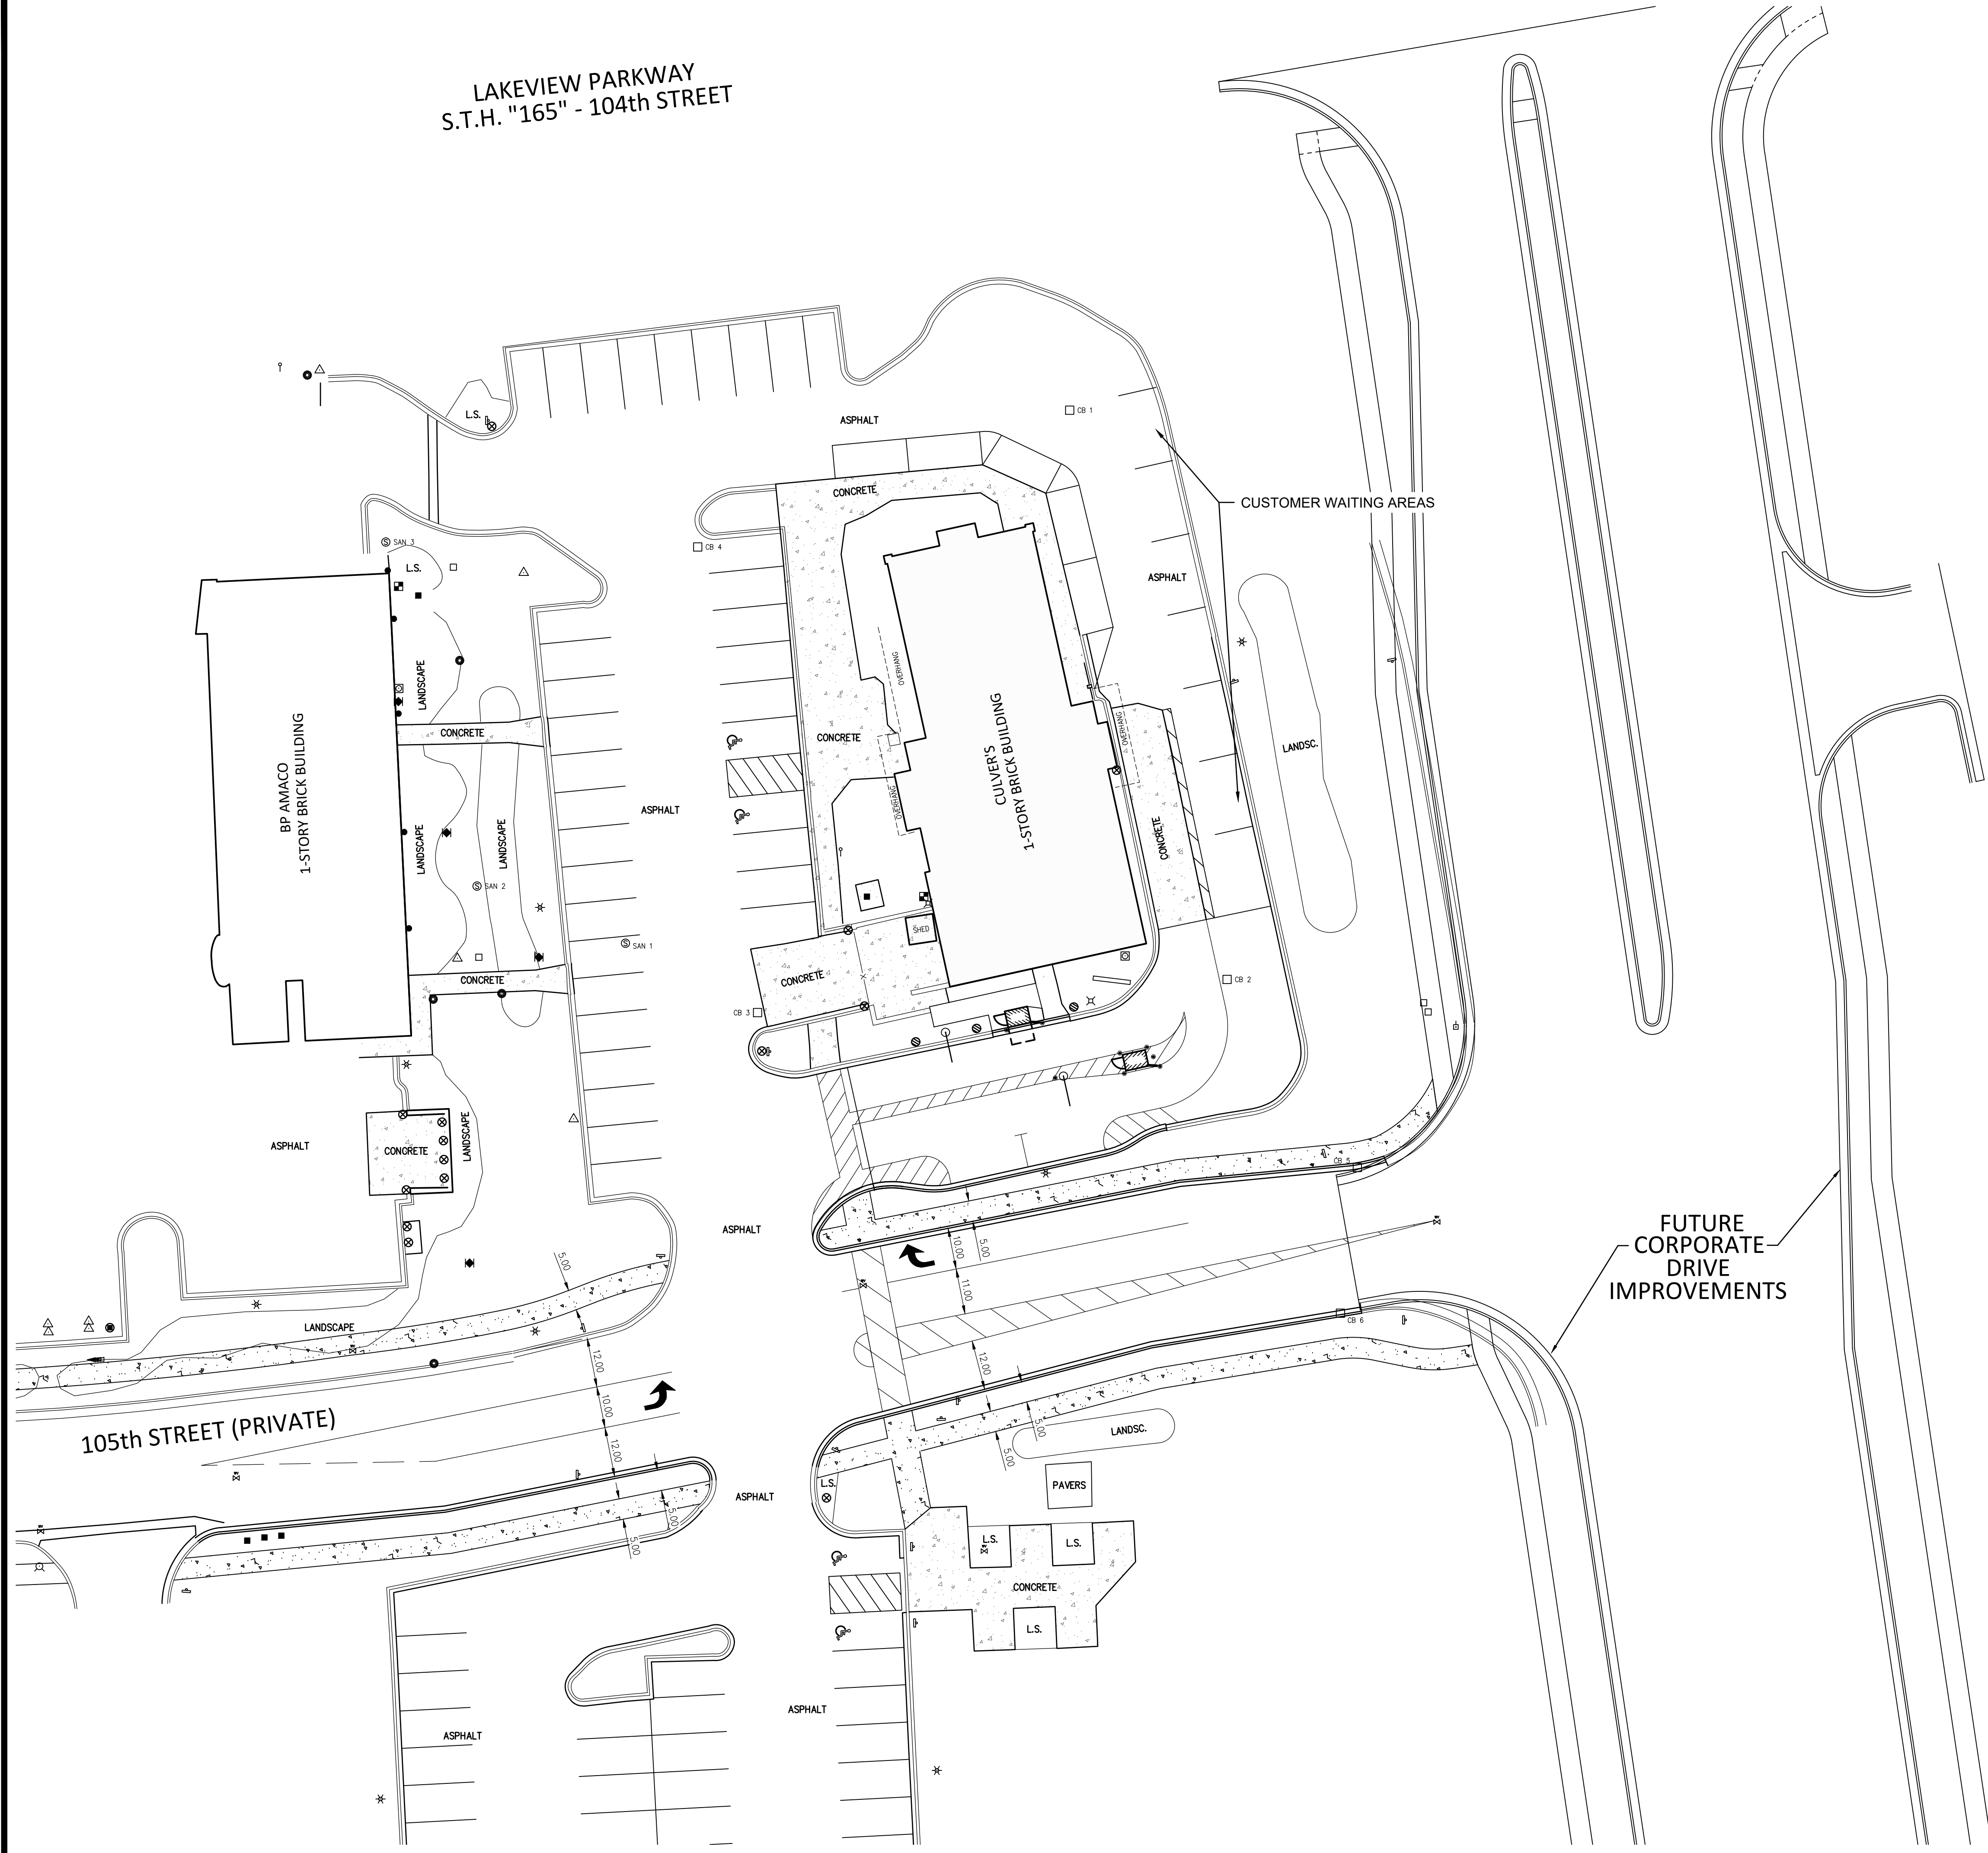 LAKEVIEW PARKWAY
S.T.H. "165" - 104th STREET
L.S.
ASPHALT
CB 1
CONCRETE
CUSTOMER WAITING AREAS
SAN 3
CB 4
L.S.
ASPHALT
OVERHANG
LANDSCAPE
CONCRETE
CONCRETE
OVERHANG
LANDSC.
BP AMACO
1-STORY BRICK BUILDING
CULVER'S
1-STORY BRICK BUILDING
OVERHANG
ASPHALT
LANDSCAPE
LANDSCAPE
CONCRETE
SAN 2
SHED
SAN 1
CONCRETE
CONCRETE
CB 2
CB 3
ASPHALT
CONCRETE
LANDSCAPE
CB 5
ASPHALT
5.00
10.00
5.00
11.00
FUTURE
CORPORATE
DRIVE
IMPROVEMENTS
LANDSCAPE
CB 6
12.00
12.00
10.00
12.00
105th STREET (PRIVATE)
5.00
5.00
LANDSC.
L.S.
PAVERS
ASPHALT
5.00
5.00
L.S.
L.S.
CONCRETE
L.S.
ASPHALT
ASPHALT